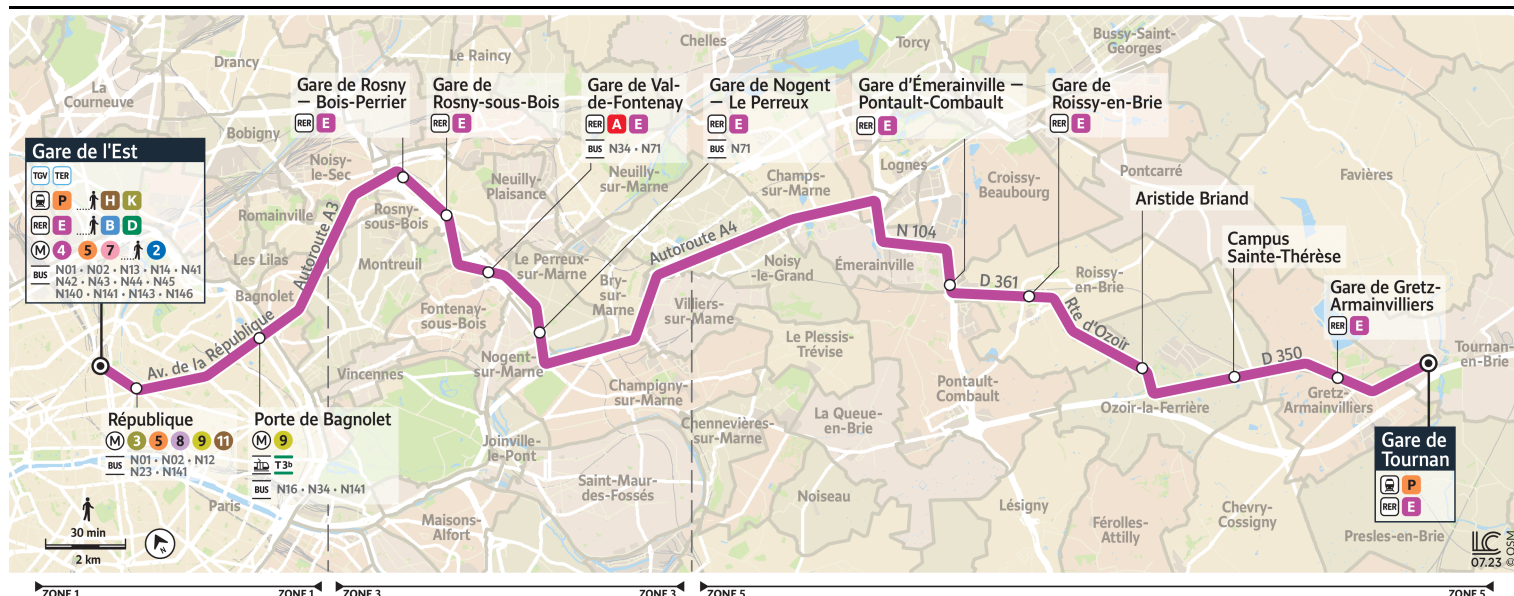 Drancy
La
Courneuve
Bobigny
Le Raincy
Chelles
Torcy
Bussy-Saint-
Georges
Gare de l'Est
TGV TER
P H K
RER E B D
M 4 5 7 2
BUS N01 • N02 • N13 • N14 • N41
N42 • N43 • N44 • N45
N140 • N141 • N143 • N146
Gare de Rosny
— Bois-Perrier
RER E
Gare de
Rosny-sous-Bois
RER E
Gare de Val-
de-Fontenay
RER A E
BUS N34 • N71
Gare de Nogent
— Le Perreux
RER E
BUS N71
Gare d'Émerainville —
Pontault-Combault
RER E
Gare de
Roissy-en-Brie
RER E
Noisy-
le-Sec
Romainville
Les Lilas
Bagnolet
Autoroute A3
Rosny-
sous-Bois
Montreuil
Neuilly-
Plaisance
Neuilly-
sur-Marne
Le Perreux-
sur-Marne
Fontenay-
sous-Bois
Bry-
sur-
Marne
Autoroute A4
Champs-
sur-Marne
Noisy
-le-Grand
Villiers-
sur-Marne
Lognes
N 104
Émerainville
Croissy-
Beaubourg
Pontcarré
Favières
D 361
Roissy-
en-Brie
Rte d'Ozoir
Aristide Briand
Campus
Sainte-Thérèse
Gare de Gretz-
Armainvilliers
RER E
Tournan-
en-Brie
Av. de la République
Vincennes
Nogent-
sur-Marne
Le Plessis-
Trévise
Champigny-
sur-Marne
Chennevières-
sur-Marne
La Queue-
en-Brie
Pontault-
Combault
D 350
Ozoir-la-Ferrière
Gretz-
Armainvilliers
République
M 3 5 8 9 11
BUS N01 • N02 • N12
N23 • N141
Porte de Bagnolet
M 9
T3b
BUS N16 • N34 • N141
Gare de
Tournan
P
RER E
Joinville-
le-Pont
Saint-Maur-
des-Fossés
Maisons-
Alfort
Paris
Noiseau
Lésigny
Férolles-
Attilly
Chevry-
Cossigny
Presles-en-Brie
30 min
2 km
N
LC
07.23
© OSM
ZONE 1 ZONE 1 ZONE 3 ZONE 3 ZONE 5 ZONE 5